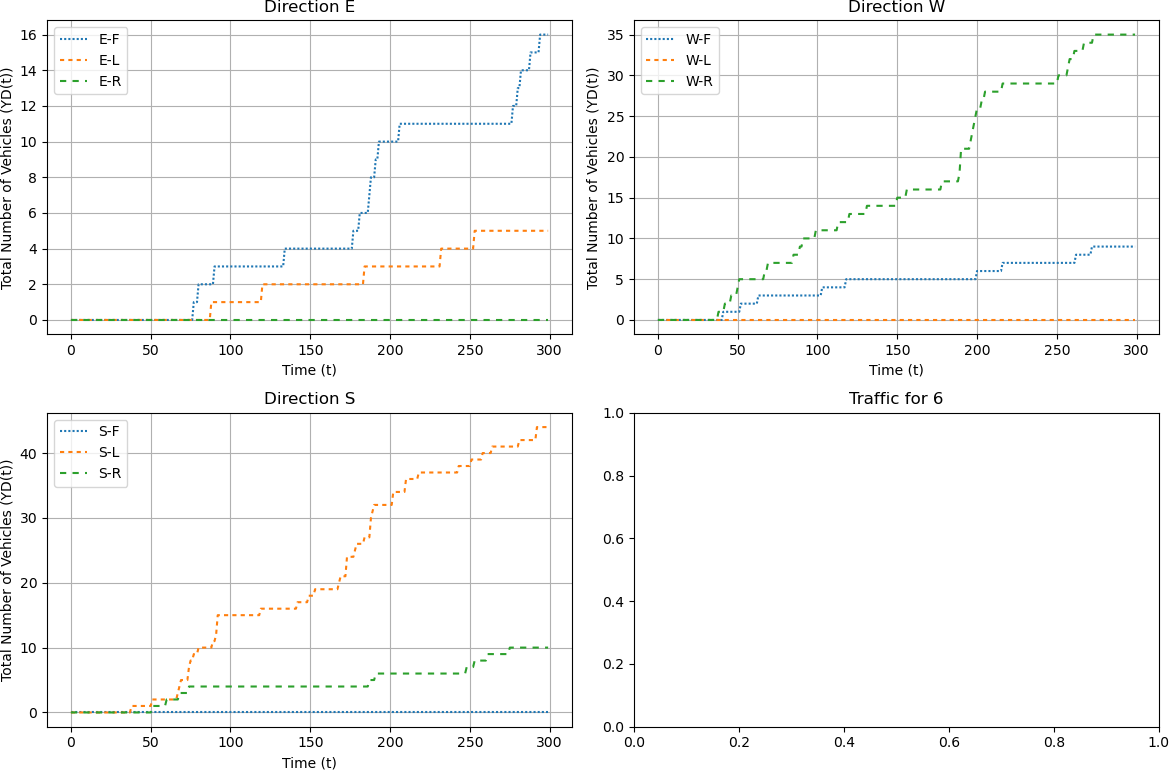 Direction E
16
14
12
10
8
6
4
2
0
E-F
E-L
E-R
0
50
100
150
200
250
300
Time (t)
Total Number of Vehicles (YD(t))
Direction W
35
30
25
20
15
10
5
0
W-F
W-L
W-R
0
50
100
150
200
250
300
Time (t)
Total Number of Vehicles (YD(t))
Direction S
40
30
20
10
0
S-F
S-L
S-R
0
50
100
150
200
250
300
Time (t)
Total Number of Vehicles (YD(t))
Traffic for 6
1.0
0.8
0.6
0.4
0.2
0.0
0.0
0.2
0.4
0.6
0.8
1.0